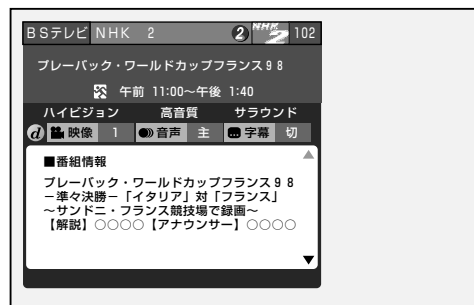 BSテレビ NHK 2 2 NHK 2 102
プレーバック・ワールドカップフランス98
午前 11:00~午後 1:40
ハイビジョン 高音質 サラウンド
d 映像 1 音声 主 字幕 切
■番組情報
プレーバック・ワールドカップフランス98
-準々決勝-「イタリア」対「フランス」
~サンドニ・フランス競技場で録画~
【解説】○○○○【アナウンサー】○○○○